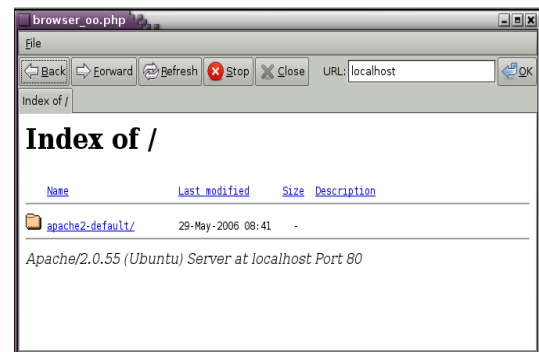 browser_oo.php
File
Back Forward Refresh Stop Close URL: localhost OK
Index of /
Index of /
Name Last modified Size Description
apache2-default/ 29-May-2006 08:41 -
Apache/2.0.55 (Ubuntu) Server at localhost Port 80